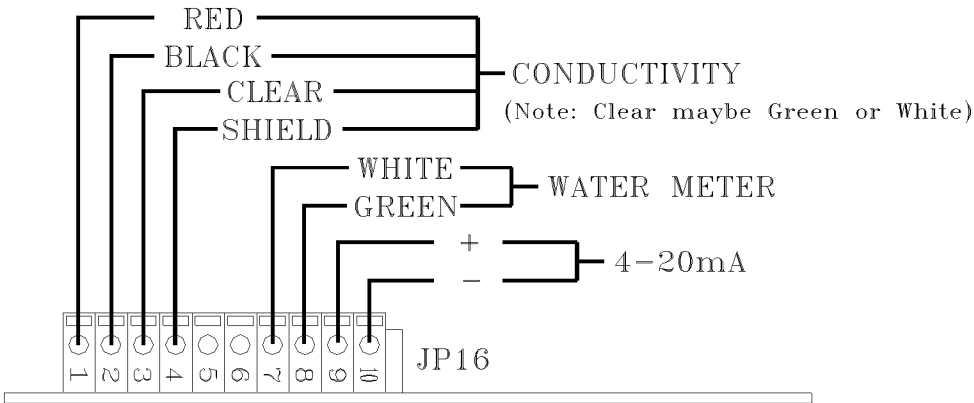 RED
BLACK
CLEAR
SHIELD
CONDUCTIVITY
(Note: Clear maybe Green or White)
WHITE
GREEN
WATER METER
+
-
4-20mA
1 2 3 4 5 6 7 8 9 10
JP16